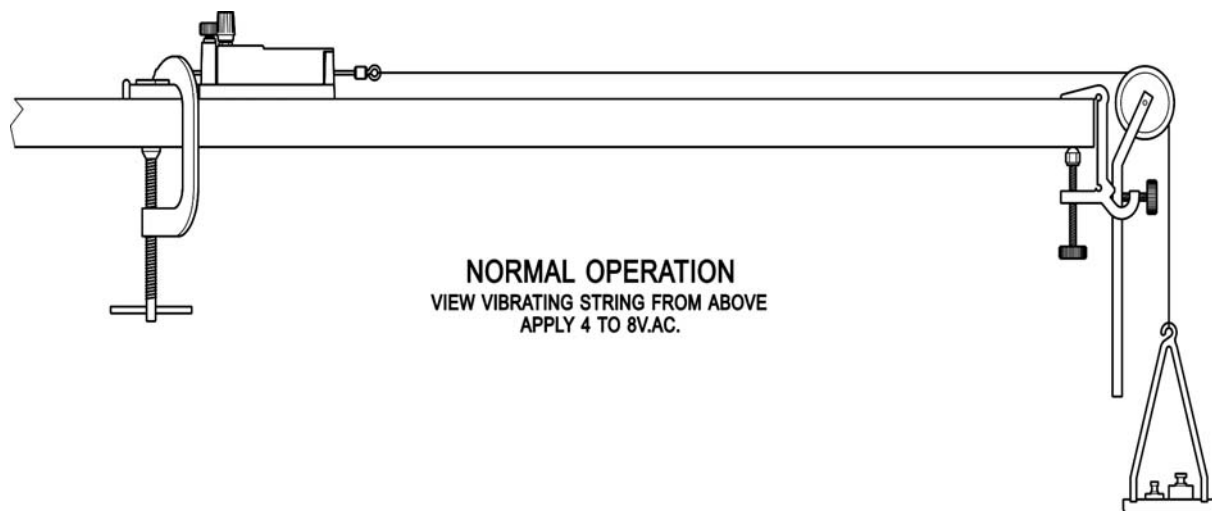 NORMAL OPERATION
VIEW VIBRATING STRING FROM ABOVE
APPLY 4 TO 8V.AC.